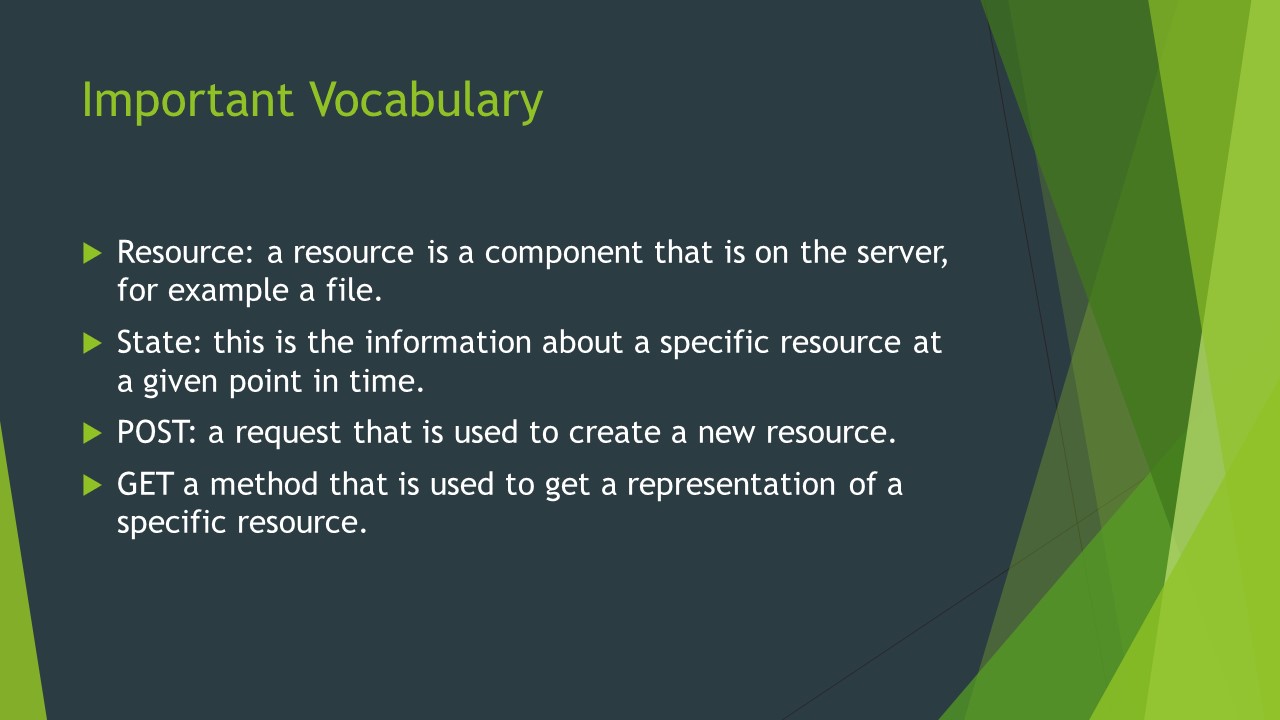 Important Vocabulary
Resource: a resource is a component that is on the server,
for example a file.
State: this is the information about a specific resource at
a given point in time.
POST: a request that is used to create a new resource.
GET a method that is used to get a representation of a
specific resource.